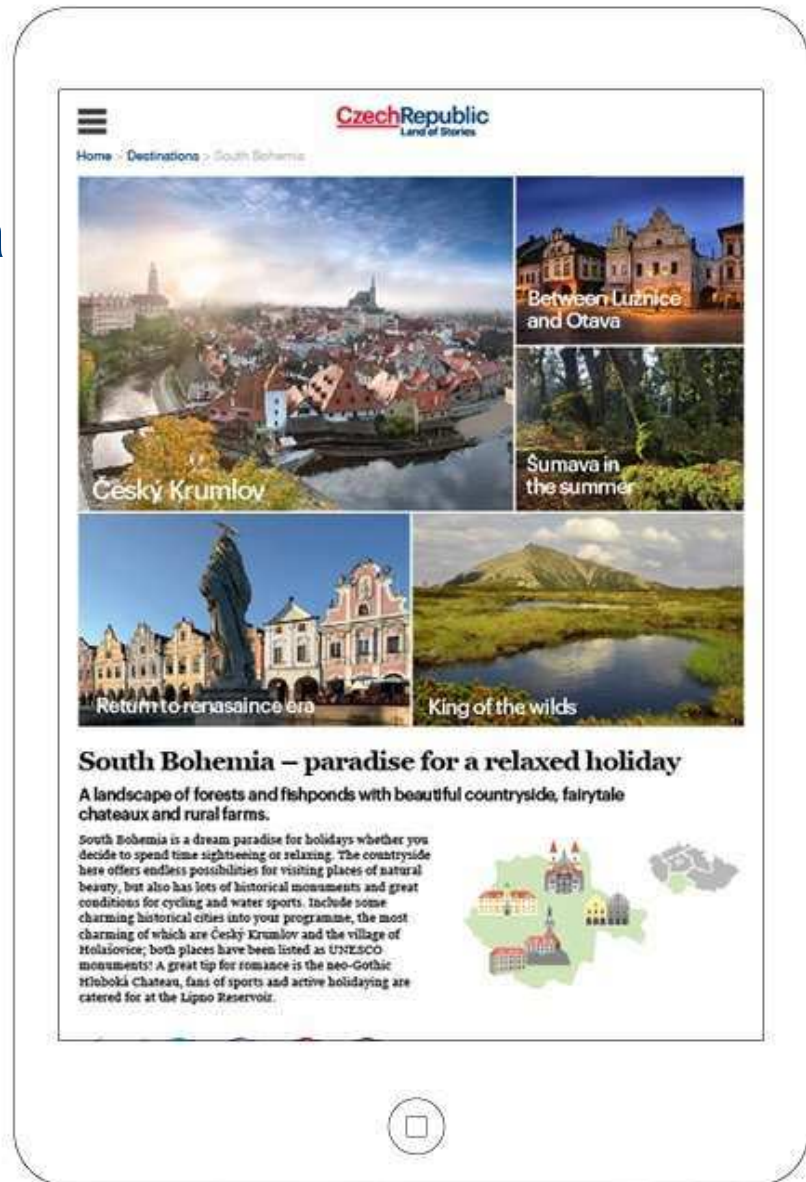 CzechRepublic
Land of Stories
Home > Destinations > South Bohemia
Český Krumlov
Between Lužnice
and Otava
Šumava in
the summer
Return to renasaince era
King of the wilds
South Bohemia – paradise for a relaxed holiday
A landscape of forests and fishponds with beautiful countryside, fairytale
chateaux and rural farms.
South Bohemia is a dream paradise for holidays whether you
decide to spend time sightseeing or relaxing. The countryside
here offers endless possibilities for visiting places of natural
beauty, but also has lots of historical monuments and great
conditions for cycling and water sports. Include some
charming historical cities into your programme, the most
charming of which are Český Krumlov and the village of
Holašovice; both places have been listed as UNESCO
monuments! A great tip for romance is the neo-Gothic
Hluboká Chateau, fans of sports and active holidaying are
catered for at the Lipno Reservoir.